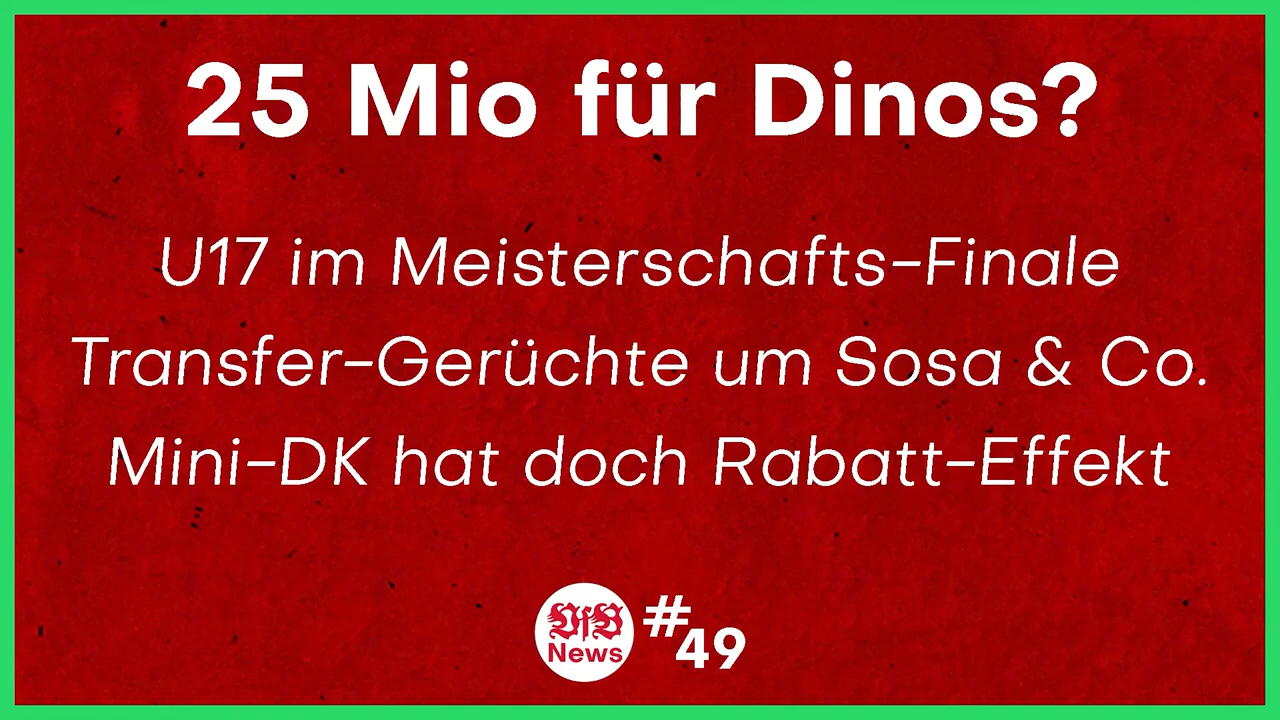 25 Mio für Dinos?
U17 im Meisterschafts-Finale
Transfer-Gerüchte um Sosa & Co.
Mini-DK hat doch Rabatt-Effekt
VfB
News
#49